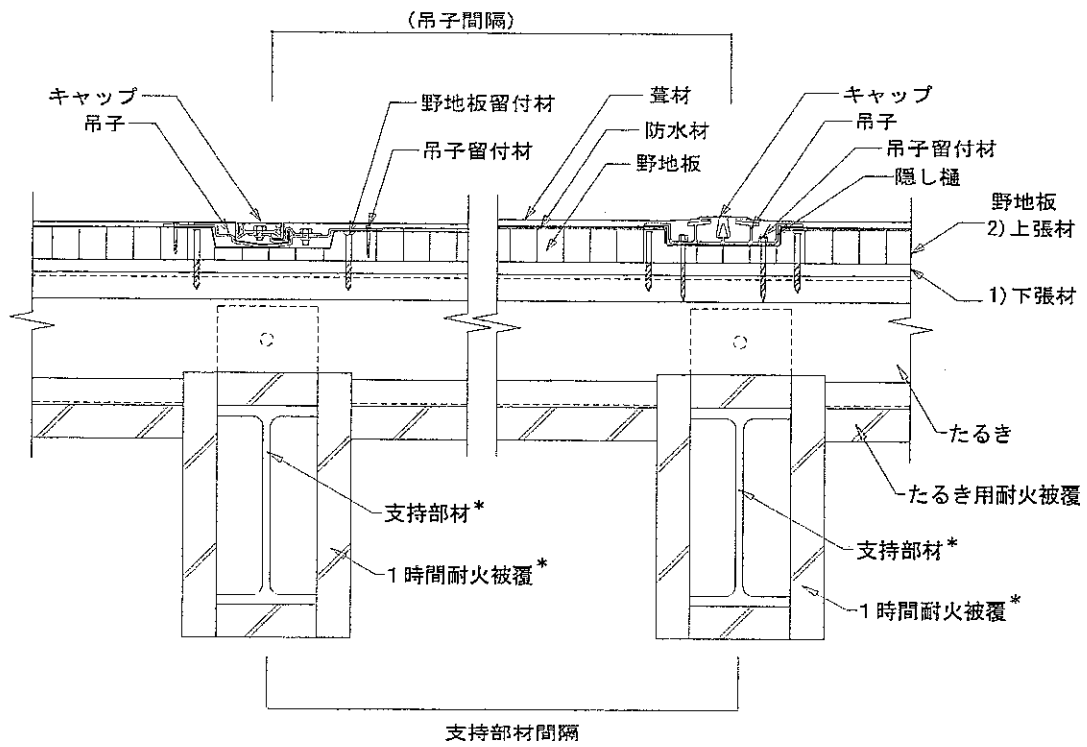 (吊子間隔)
キャップ
吊子
野地板留付材
吊子留付材
葺材
防水材
野地板
キャップ
吊子
吊子留付材
隠し樋
野地板
2)上張材
1)下張材
たるき
たるき用耐火被覆
支持部材*
1時間耐火被覆*
支持部材*
1時間耐火被覆*
支持部材間隔